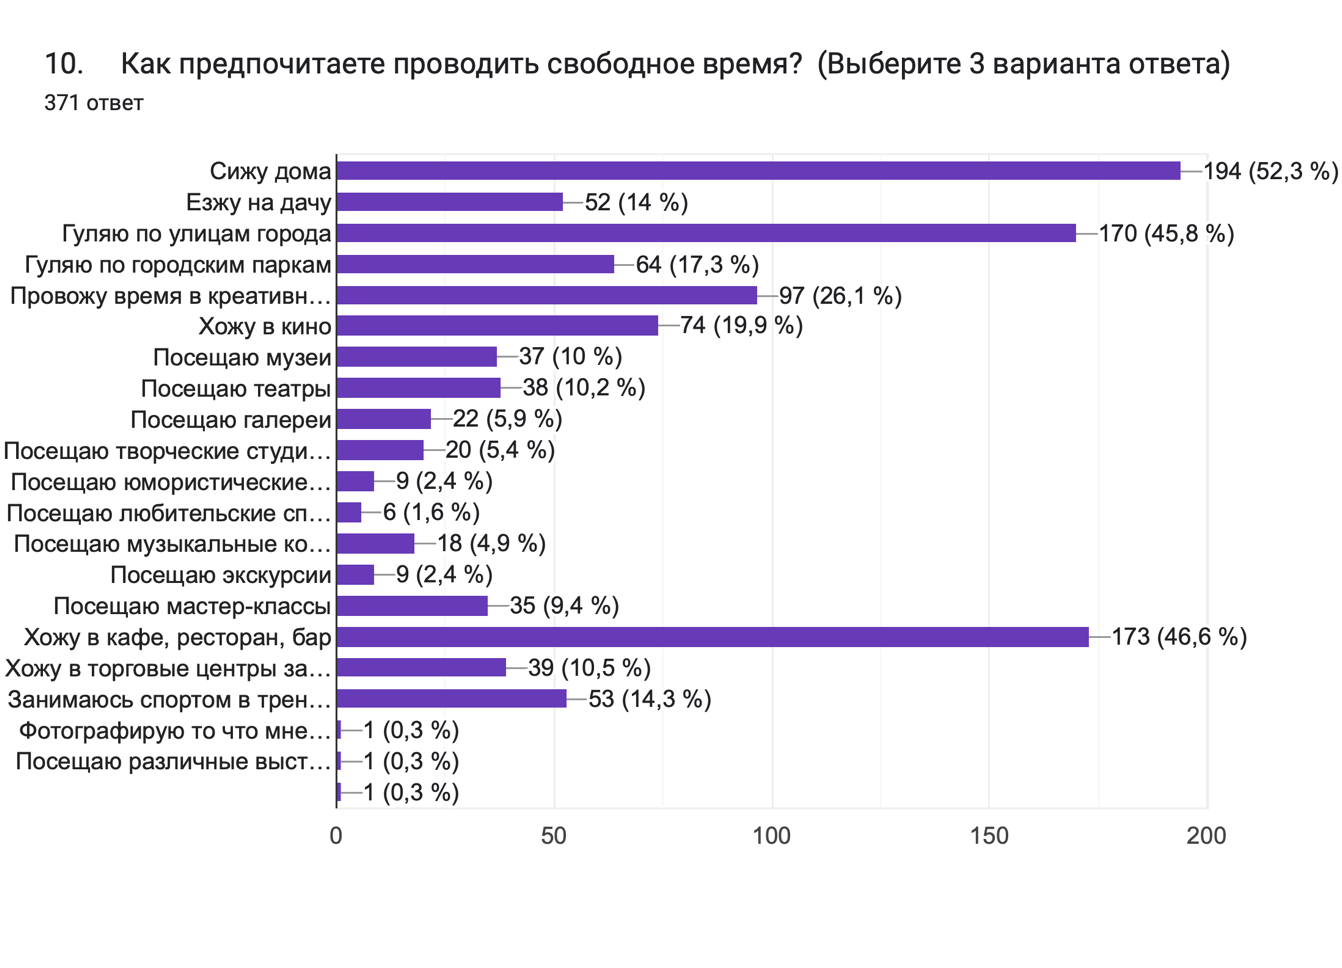 10. Как предпочитаете проводить свободное время? (Выберите 3 варианта ответа)
371 ответ
Сижу дома 194 (52,3 %)
Езжу на дачу 52 (14 %)
Гуляю по улицам города 170 (45,8 %)
Гуляю по городским паркам 64 (17,3 %)
Провожу время в креативн… 97 (26,1 %)
Хожу в кино 74 (19,9 %)
Посещаю музеи 37 (10 %)
Посещаю театры 38 (10,2 %)
Посещаю галереи 22 (5,9 %)
Посещаю творческие студи… 20 (5,4 %)
Посещаю юмористические… 9 (2,4 %)
Посещаю любительские сп… 6 (1,6 %)
Посещаю музыкальные ко… 18 (4,9 %)
Посещаю экскурсии 9 (2,4 %)
Посещаю мастер-классы 35 (9,4 %)
Хожу в кафе, ресторан, бар 173 (46,6 %)
Хожу в торговые центры за… 39 (10,5 %)
Занимаюсь спортом в трен… 53 (14,3 %)
Фотографирую то что мне… 1 (0,3 %)
Посещаю различные выст… 1 (0,3 %)
1 (0,3 %)
0 50 100 150 200